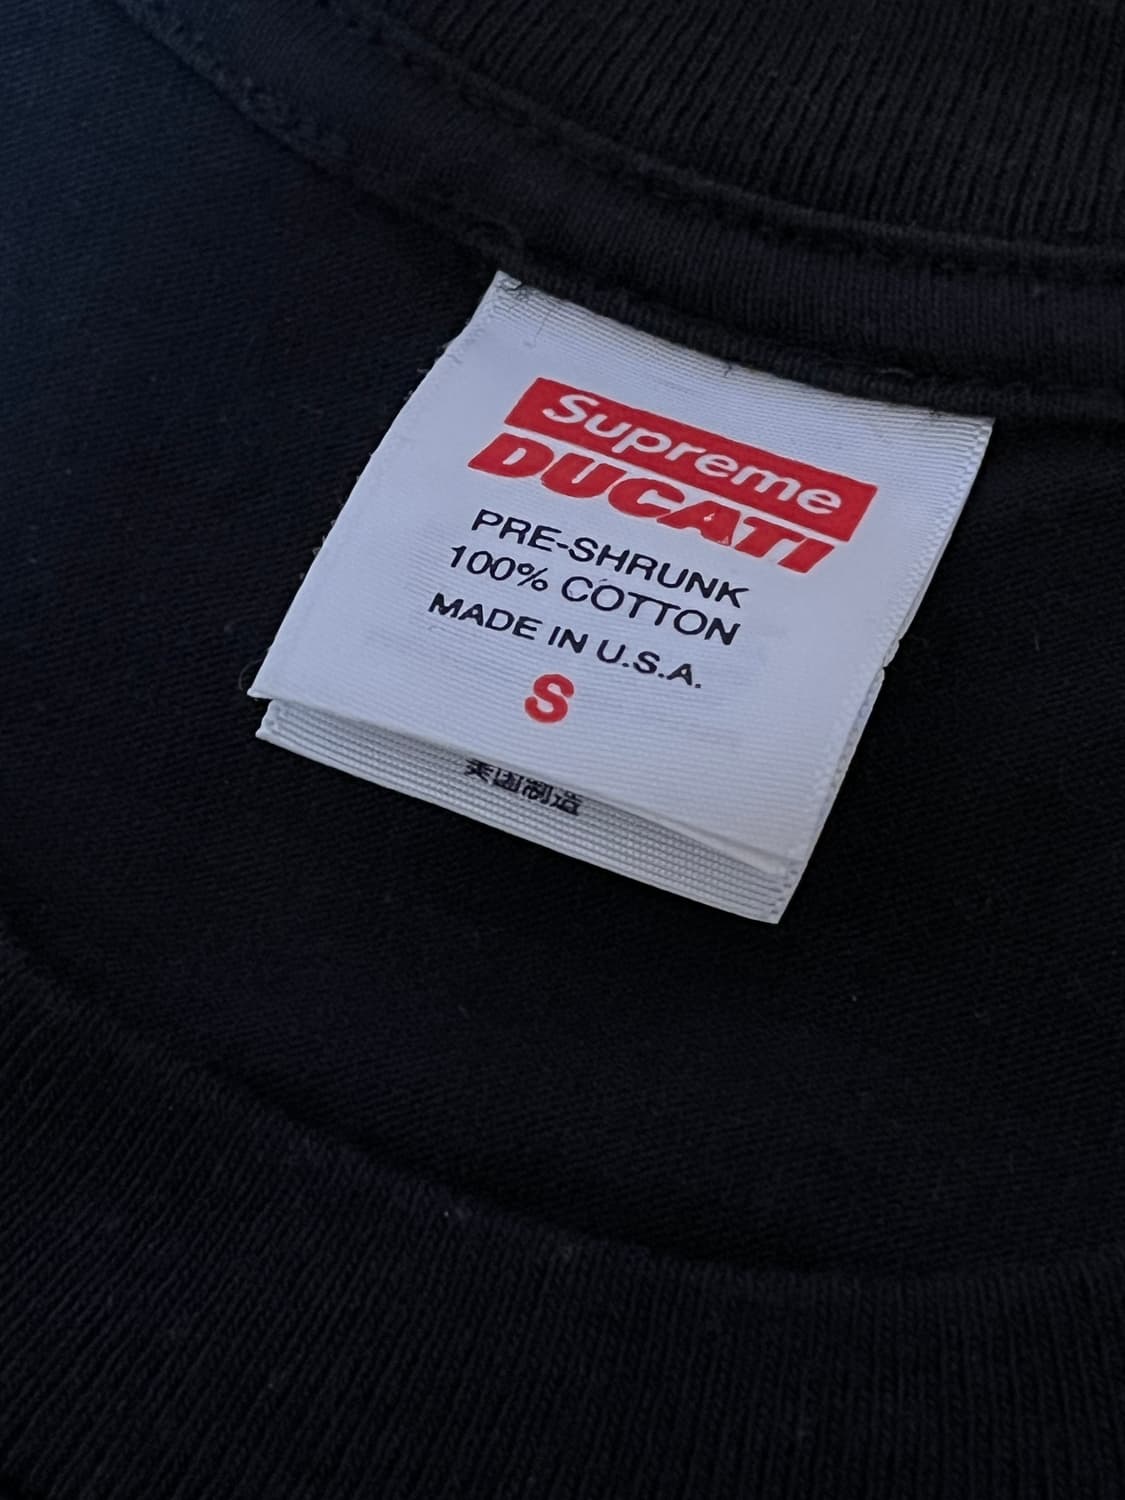 Supreme
DUCATI
PRE-SHRUNK
100% COTTON
MADE IN U.S.A.
S
美国制造